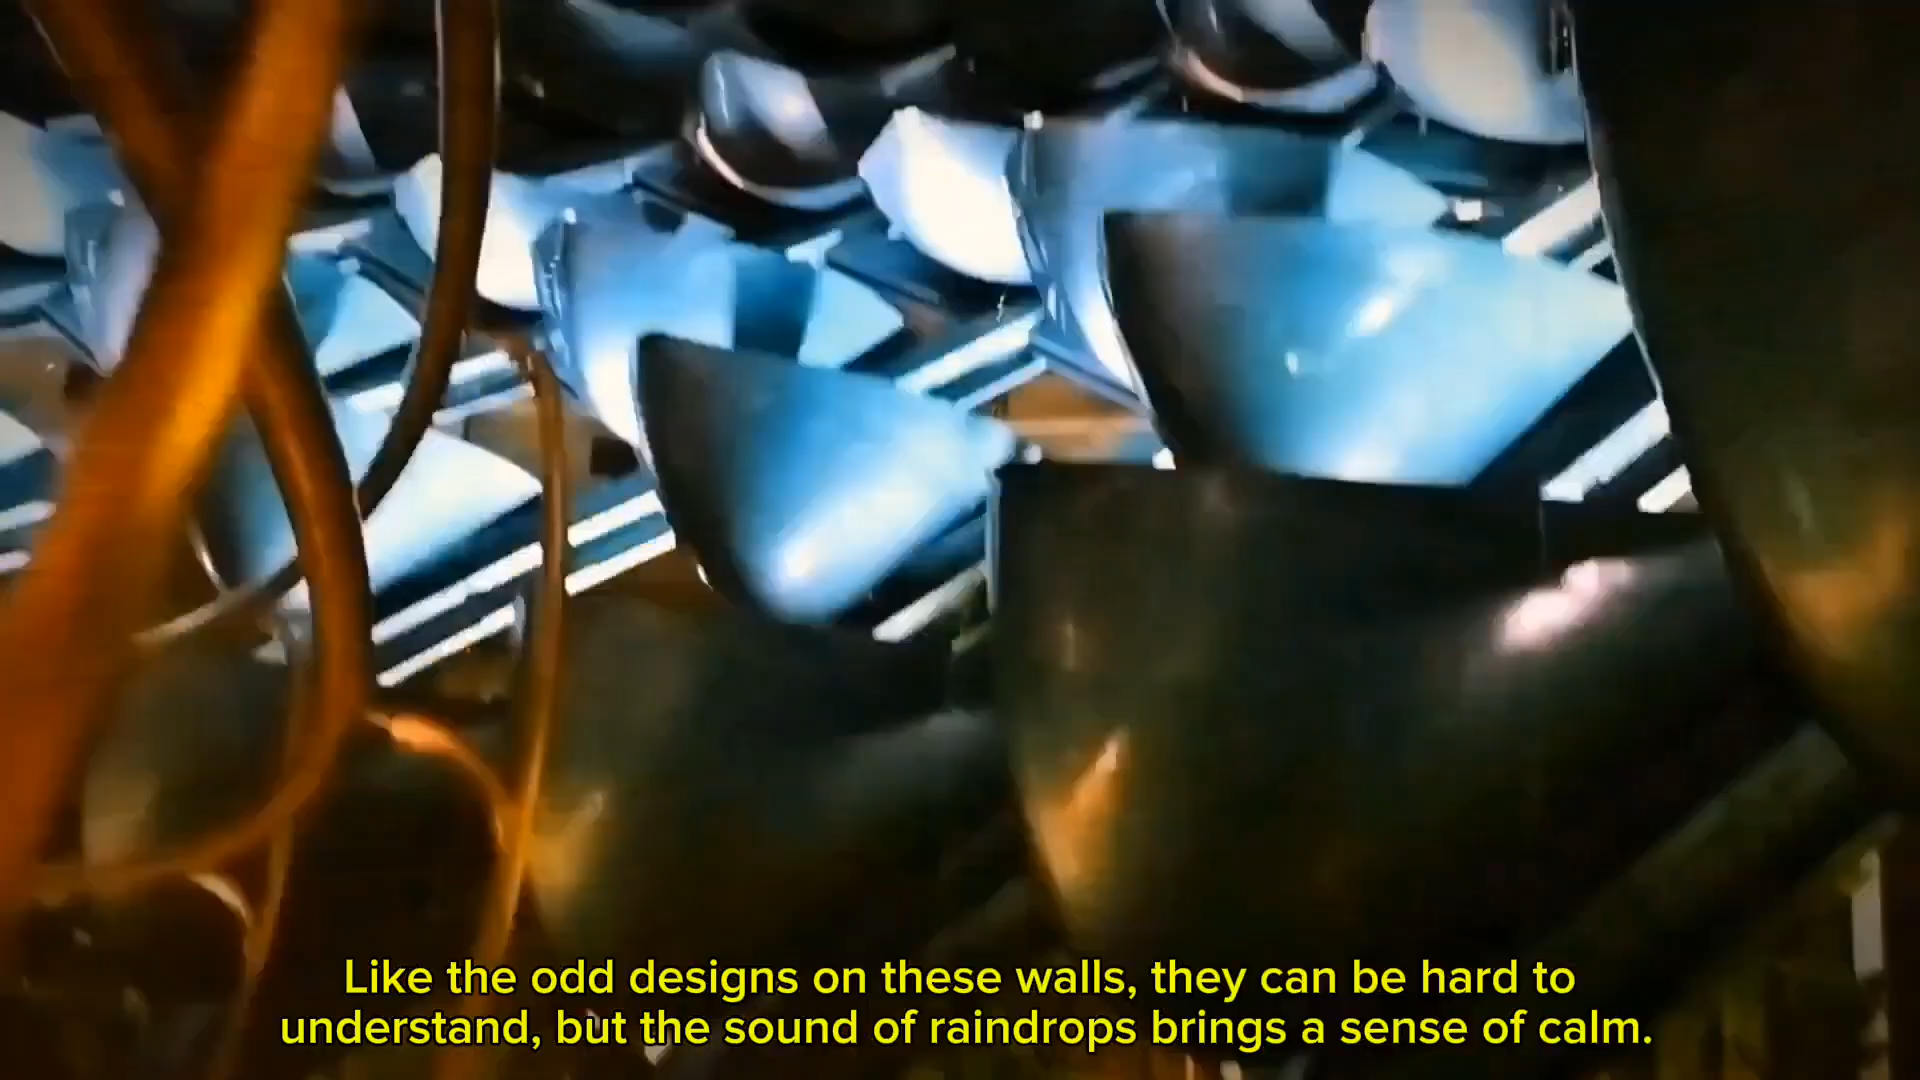 Like the odd designs on these walls, they can be hard to
understand, but the sound of raindrops brings a sense of calm.